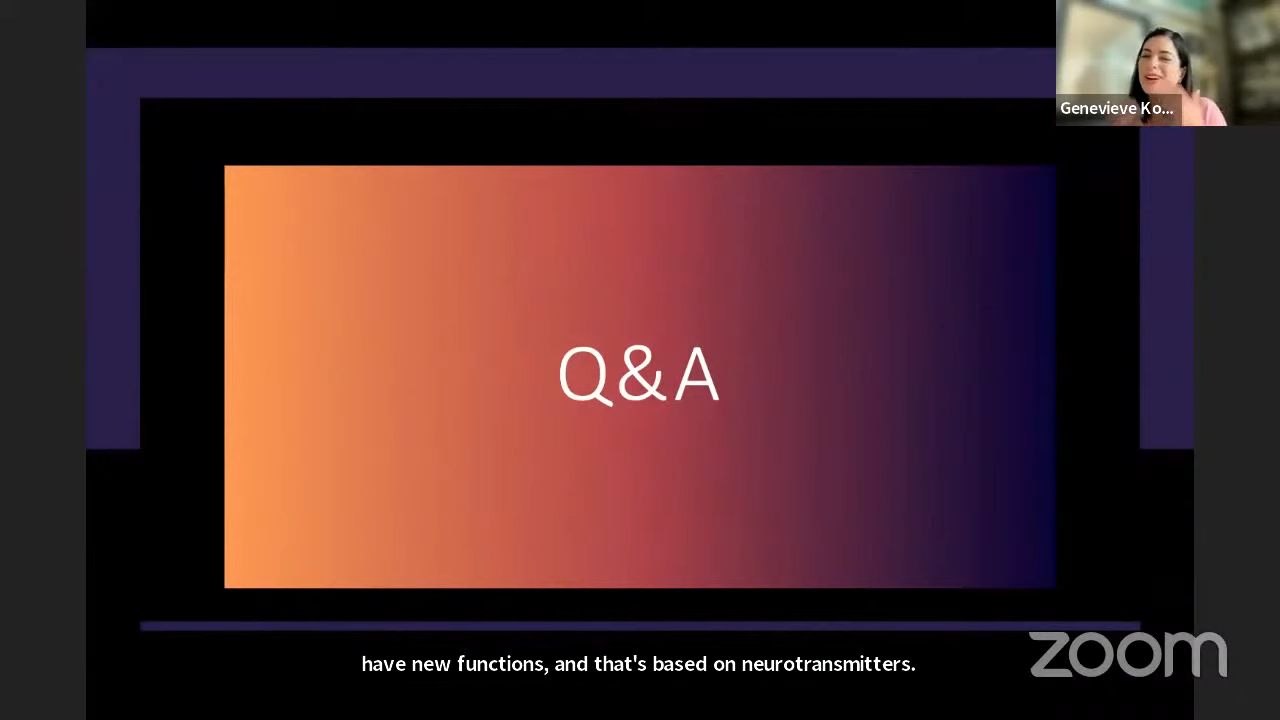 Genevieve Ko...
Q&A
have new functions, and that's based on neurotransmitters.
zoom